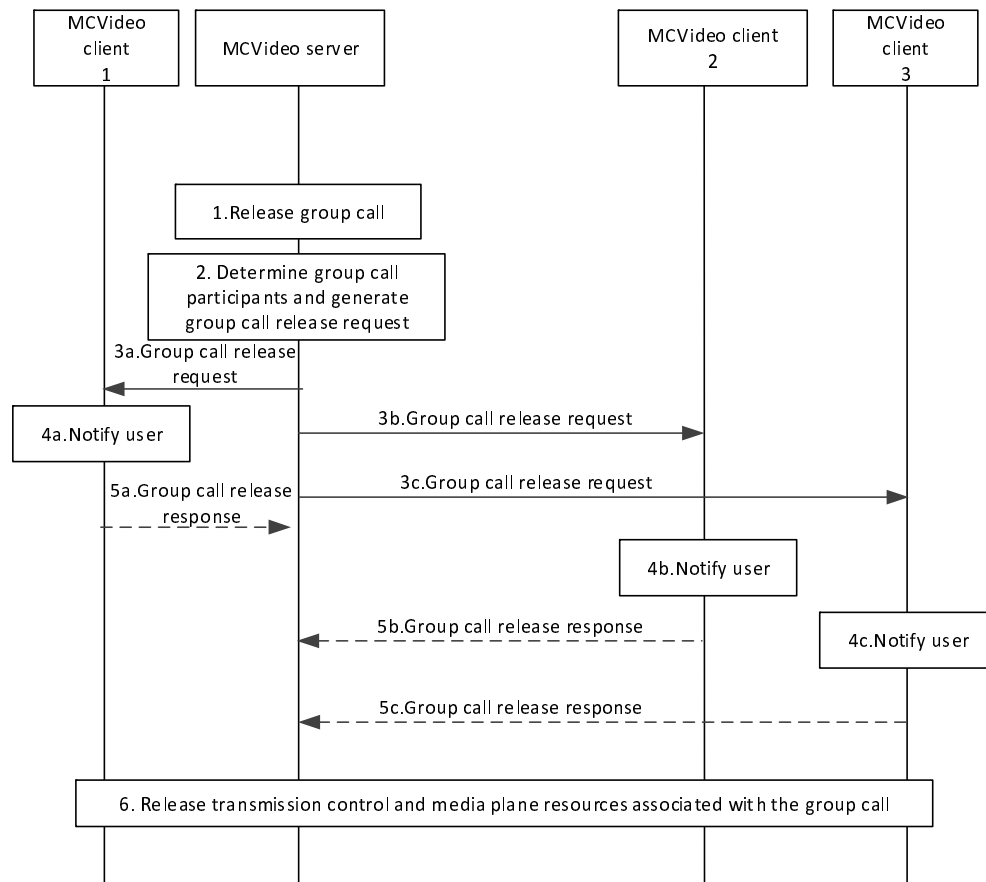 MCVideo
client
1
MCVideo server
MCVideo client
2
MCVideo
client
3
1.Release group call
2. Determine group call
participants and generate
group call release request
3a.Group call release
request
3b.Group call release request
4a.Notify user
3c.Group call release request
5a.Group call release
response
4b.Notify user
5b.Group call release response
4c.Notify user
5c.Group call release response
6. Release transmission control and media plane resources associated with the group call